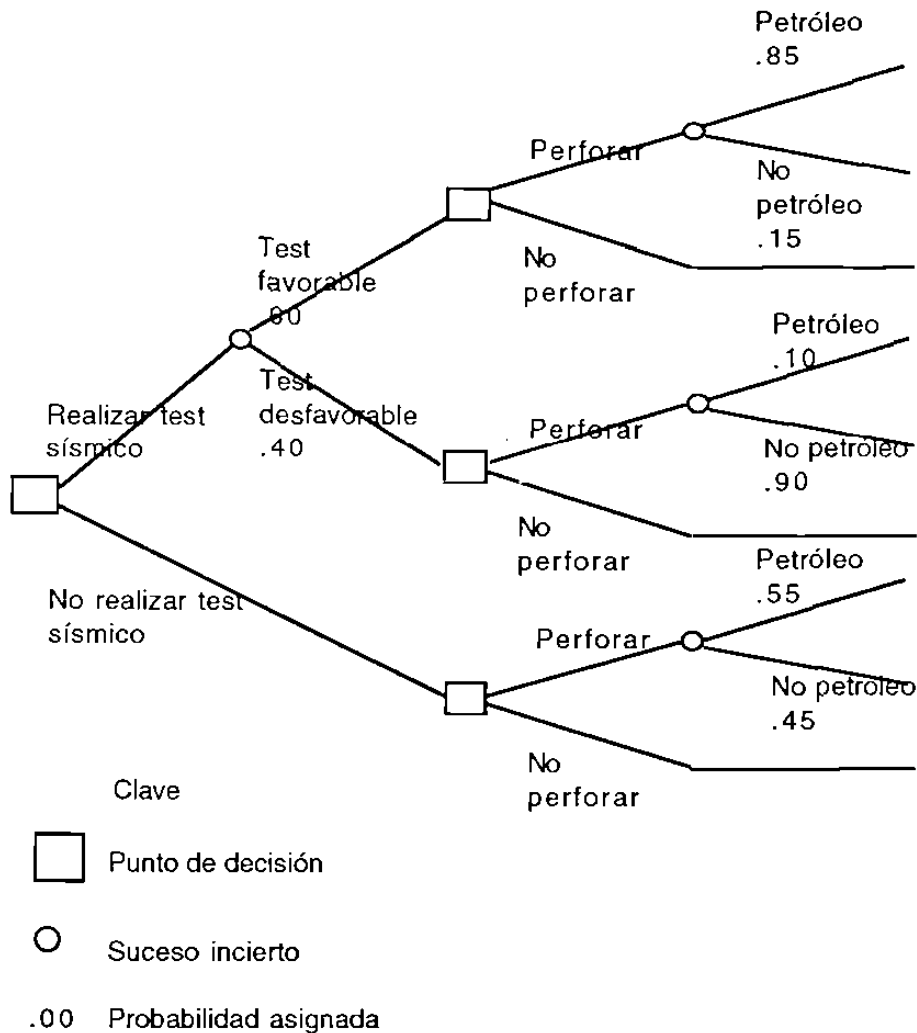 Petróleo
.85
Perforar
No
petróleo
.15
Test
favorable
.60
No
perforar
Petróleo
.10
Realizar test
sísmico
Test
desfavorable
.40
Perforar
No petróleo
.90
No
perforar
Petróleo
.55
No realizar test
sísmico
Perforar
No petróleo
.45
No
perforar
Clave
Punto de decisión
Suceso incierto
.00 Probabilidad asignada